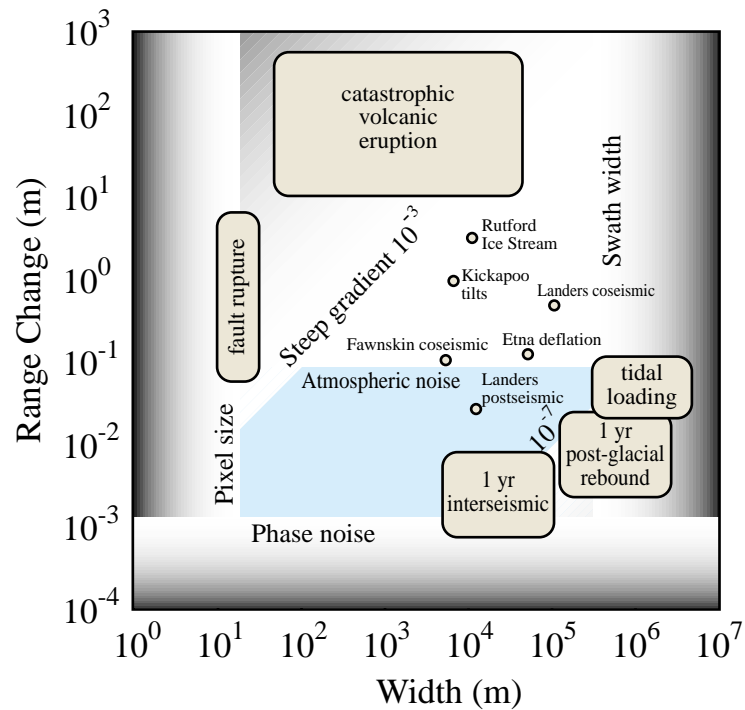 10^3
10^2
10^1
10^0
10^-1
10^-2
10^-3
10^-4
Range Change (m)
catastrophic
volcanic
eruption
Swath width
Steep gradient 10^-3
Rutford
Ice Stream
fault rupture
Kickapoo
tilts
Landers coseismic
Fawnskin coseismic
Etna deflation
Atmospheric noise
Landers
postseismic
tidal
loading
10^-7
1 yr
post-glacial
rebound
Pixel size
1 yr
interseismic
Phase noise
10^0
10^1
10^2
10^3
10^4
10^5
10^6
10^7
Width (m)